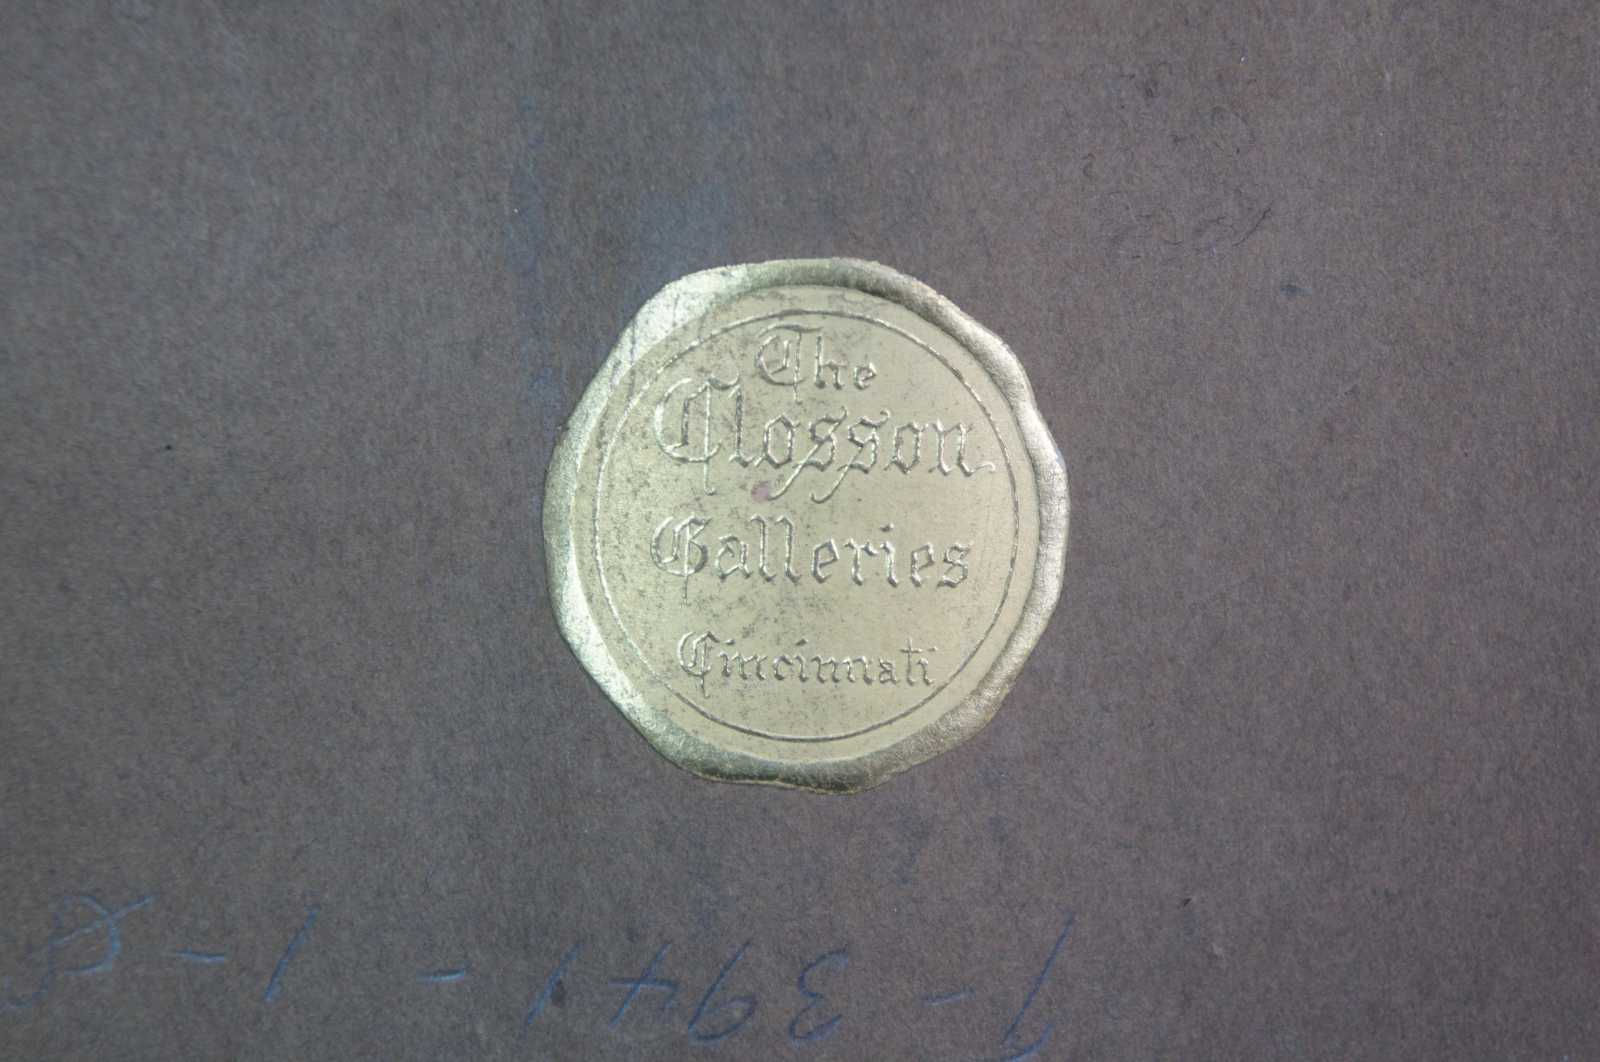 The
Closson
Galleries
Cincinnati